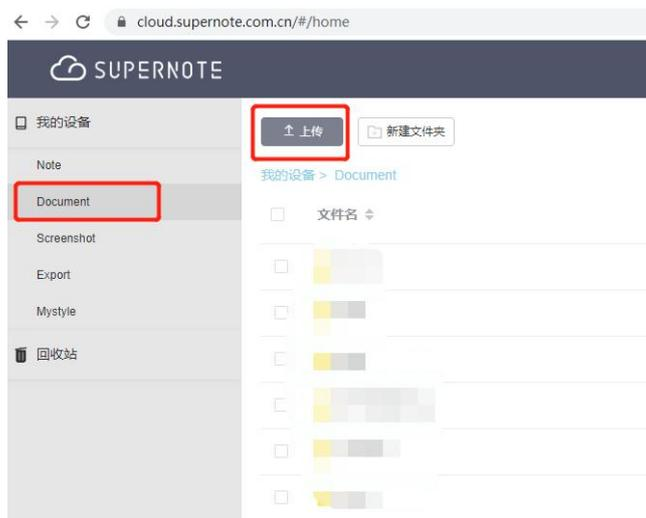 cloud.supernote.com.cn/#/home
SUPERNOTE
我的设备
Note
Document
Screenshot
Export
Mystyle
回收站
上传 新建文件夹
我的设备 > Document
文件名